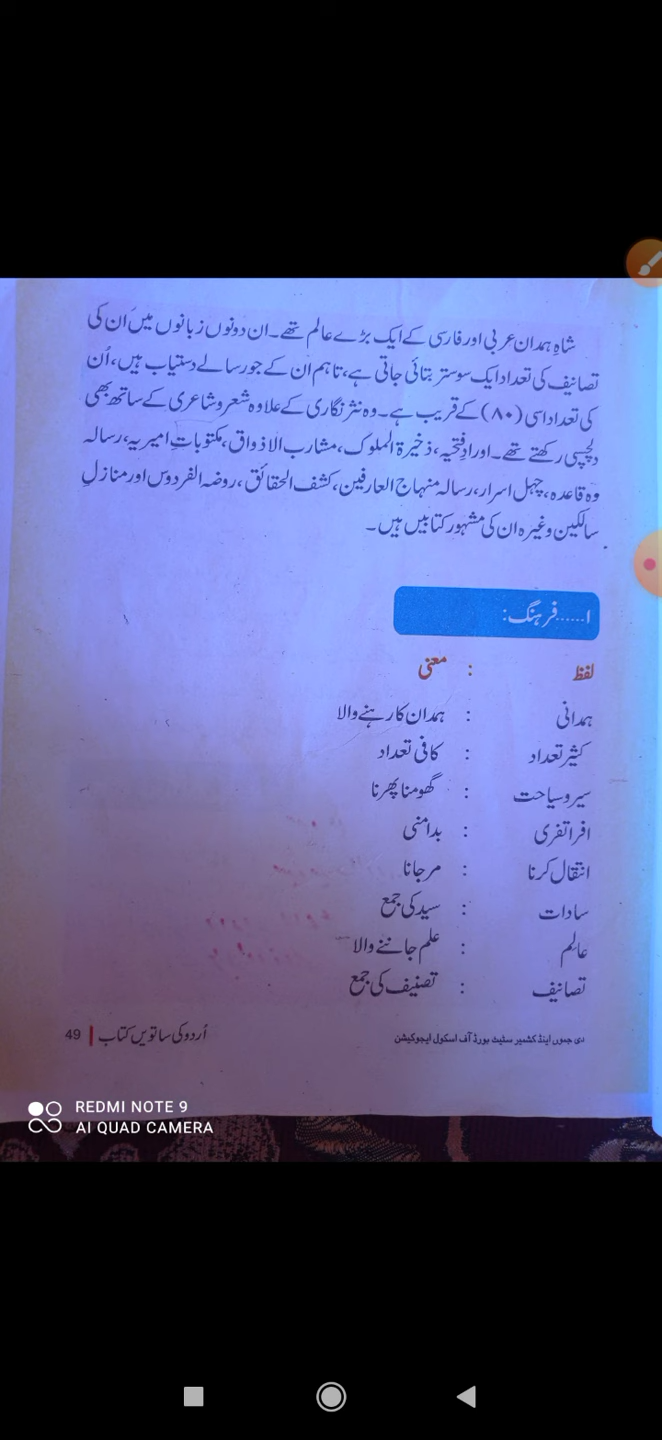 شاہِ ہمدان عربی اور فارسی کے ایک بڑے عالم تھے۔ ان دونوں زبانوں میں اُن کی
تصانیف کی تعداد ایک سو ستر بتائی جاتی ہے، تاہم ان کے جو رسالے دستیاب ہیں، اُن
کی تعداد اسی (۸۰) کے قریب ہے۔ وہ نثر نگاری کے علاوہ شعر و شاعری کے ساتھ بھی
دلچسپی رکھتے تھے۔ اورادِ فتحیہ، ذخیرۃ الملوک، مشارب الاذواق، مکتوباتِ امیریہ، رسالہ
وہ قاعدہ، چہل اسرار، رسالہ منہاج العارفین، کشف الحقائق، روضہ الفردوس اور منازلِ
سالکین وغیرہ ان کی مشہور کتابیں ہیں۔
۱......فرہنگ:
لفظ : معنی
ہمدانی : ہمدان کا رہنے والا
کثیر تعداد : کافی تعداد
سیر و سیاحت : گھومنا پھرنا
افراتفری : بدامنی
انتقال کرنا : مر جانا
سادات : سید کی جمع
عالم : علم جاننے والا
تصانیف : تصنیف کی جمع
دی جموں اینڈ کشمیر سٹیٹ بورڈ آف اسکول ایجوکیشن
اُردو کی ساتویں کتاب | 49
REDMI NOTE 9
AI QUAD CAMERA